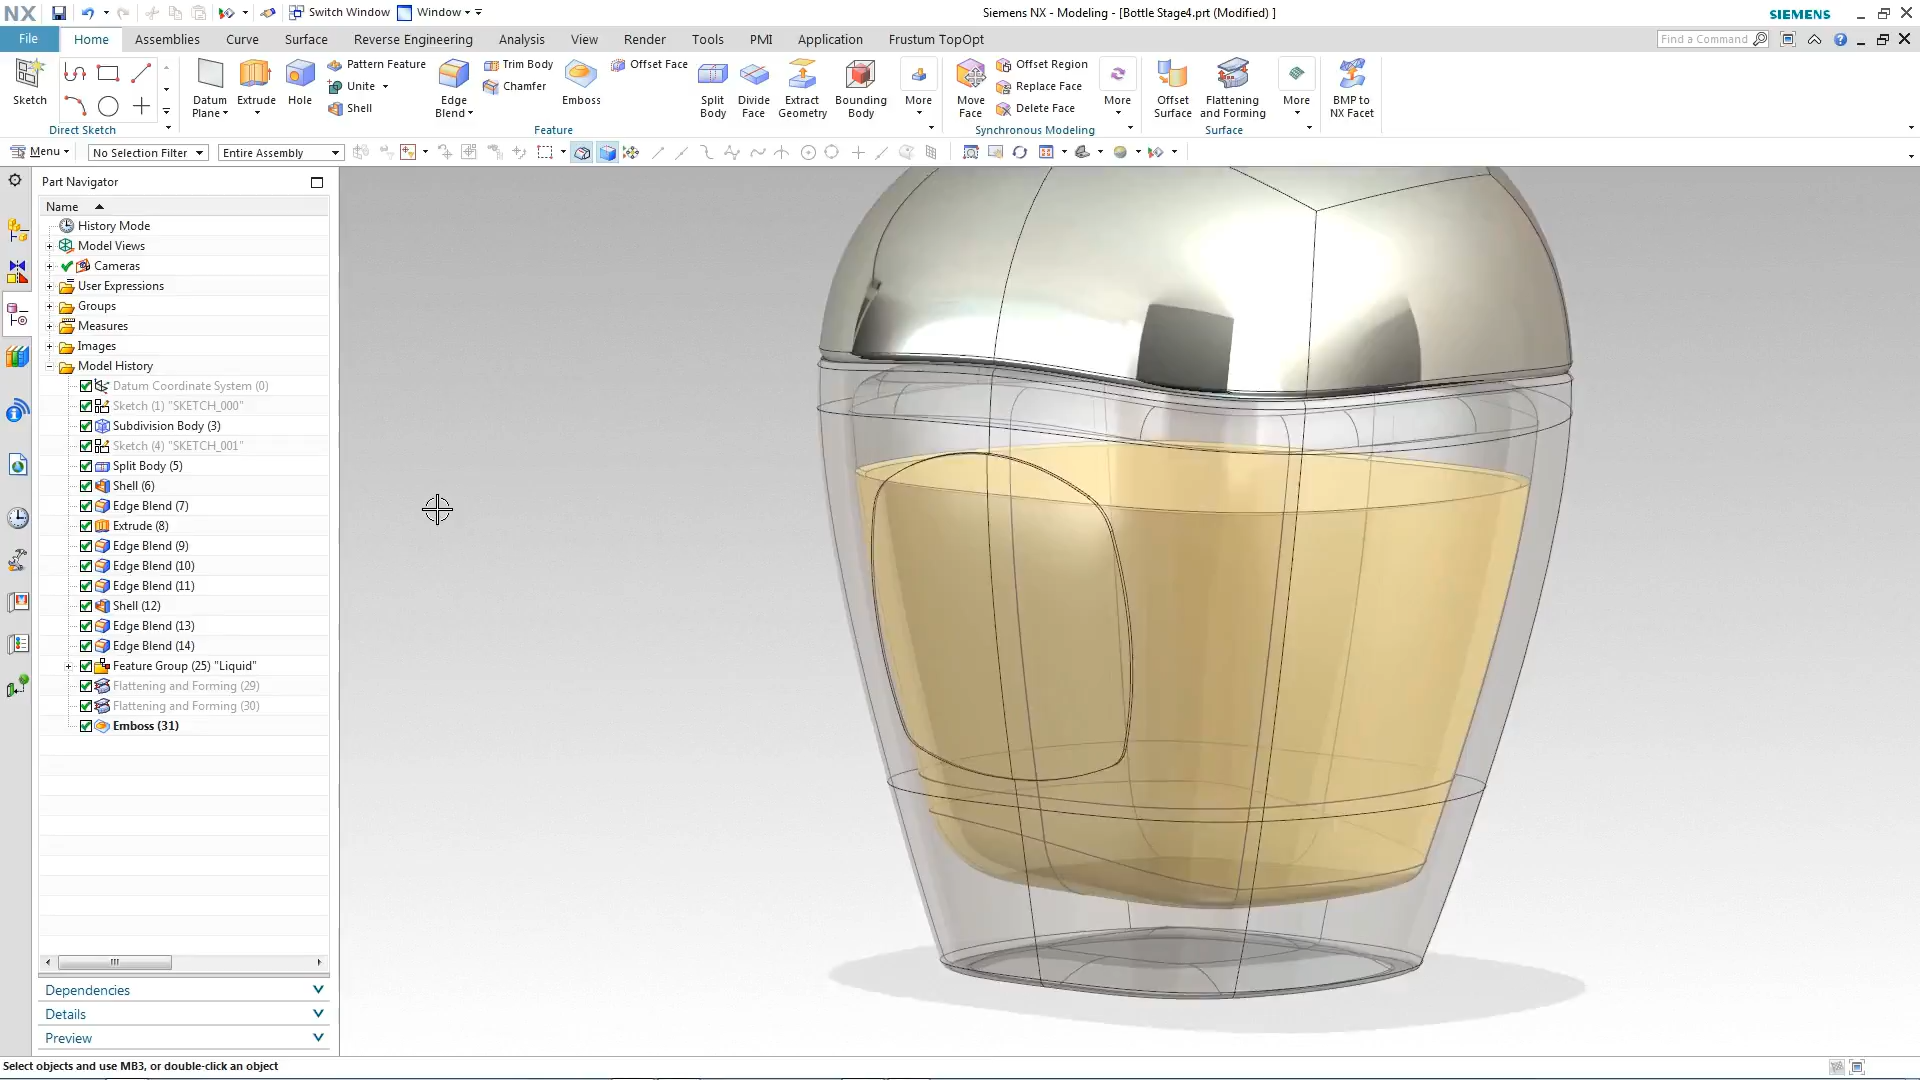 NX Switch Window Window Siemens NX - Modeling - [Bottle Stage4.prt (Modified) ] SIEMENS
File Home Assemblies Curve Surface Reverse Engineering Analysis View Render Tools PMI Application Frustum TopOpt Find a Command
Sketch
Direct Sketch
Datum Plane
Extrude
Hole
Pattern Feature
Unite
Shell
Edge Blend
Trim Body
Chamfer
Emboss
Offset Face
Split Body
Divide Face
Extract Geometry
Bounding Body
More
Feature
Move Face
Offset Region
Replace Face
Delete Face
More
Synchronous Modeling
Offset Surface
Flattening and Forming
More
Surface
BMP to NX Facet
Menu No Selection Filter Entire Assembly
Part Navigator
Name
History Mode
Model Views
Cameras
User Expressions
Groups
Measures
Images
Model History
Datum Coordinate System (0)
Sketch (1) "SKETCH_000"
Subdivision Body (3)
Sketch (4) "SKETCH_001"
Split Body (5)
Shell (6)
Edge Blend (7)
Extrude (8)
Edge Blend (9)
Edge Blend (10)
Edge Blend (11)
Shell (12)
Edge Blend (13)
Edge Blend (14)
Feature Group (25) "Liquid"
Flattening and Forming (29)
Flattening and Forming (30)
Emboss (31)
Dependencies
Details
Preview
Select objects and use MB3, or double-click an object